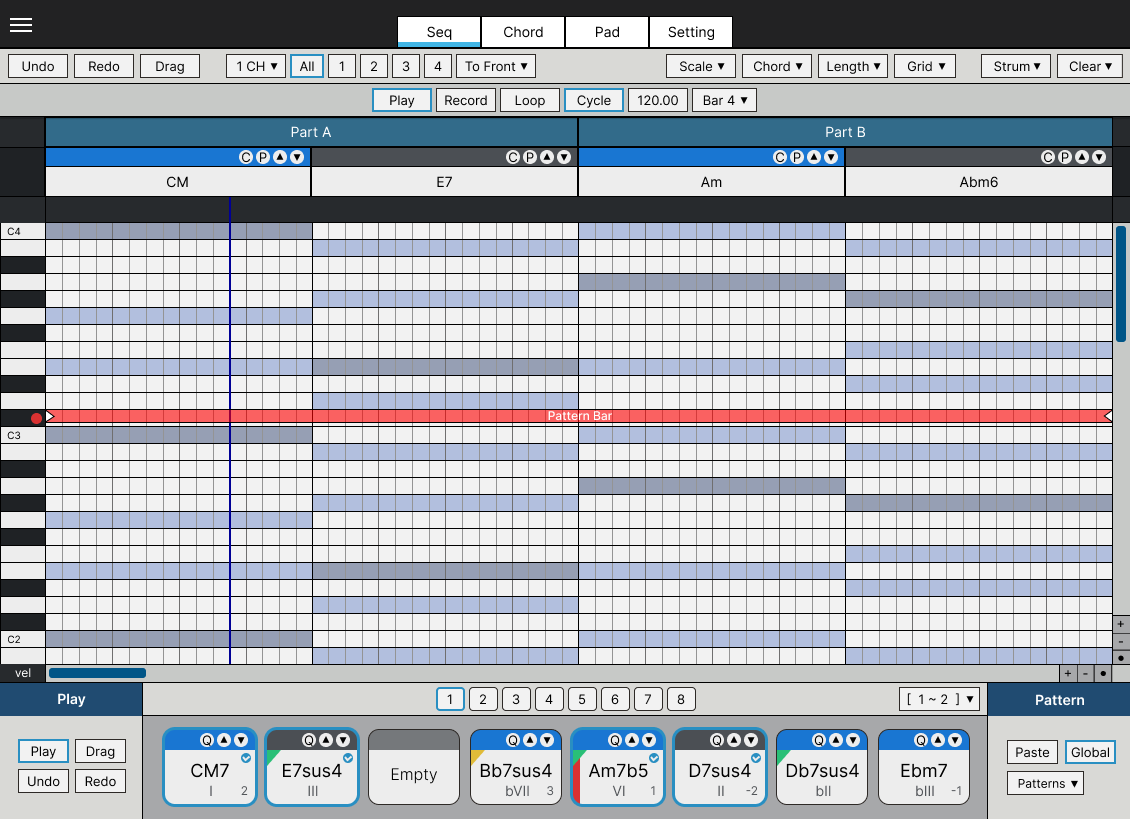 Seq Chord Pad Setting
Undo Redo Drag 1 CH ▾ All 1 2 3 4 To Front ▾ Scale ▾ Chord ▾ Length ▾ Grid ▾ Strum ▾ Clear ▾
Play Record Loop Cycle 120.00 Bar 4 ▾
Part A Part B
C P ▲ ▼ C P ▲ ▼ C P ▲ ▼ C P ▲ ▼
CM E7 Am Abm6
C4
Pattern Bar
C3
+
C2 -
vel + -
Play 1 2 3 4 5 6 7 8 [ 1 ~ 2 ] ▾ Pattern
Q ▲ ▼ Q ▲ ▼ Q ▲ ▼ Q ▲ ▼ Q ▲ ▼ Q ▲ ▼ Q ▲ ▼
Play Drag CM7 E7sus4 Empty Bb7sus4 Am7b5 D7sus4 Db7sus4 Ebm7 Paste Global
Undo Redo I 2 III bVII 3 VI 1 II -2 bII bIII -1 Patterns ▾